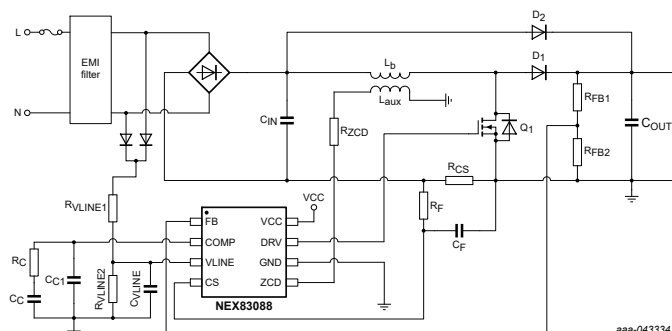 L
N
EMI
filter
D2
D1
Lb
Laux
CIN
RZCD
Q1
RFB1
RFB2
COUT
RCS
RF
CF
VCC
RVLINE1
RVLINE2
CVLINE
RC
CC
CC1
FB
COMP
VLINE
CS
VCC
DRV
GND
ZCD
NEX83088
aaa-043334